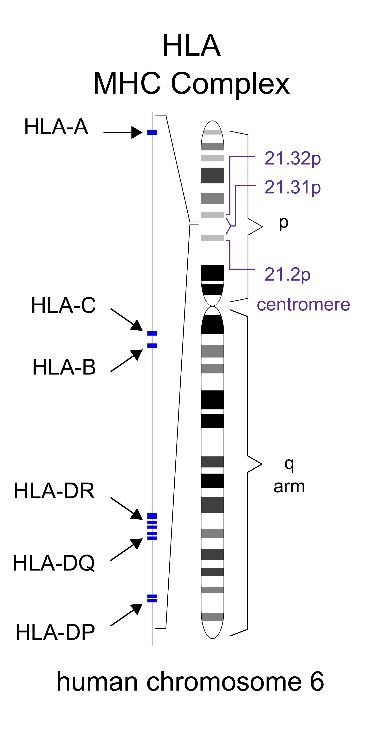 HLA
MHC Complex
HLA-A
HLA-C
HLA-B
HLA-DR
HLA-DQ
HLA-DP
21.32p
21.31p
p
21.2p
centromere
q
arm
human chromosome 6